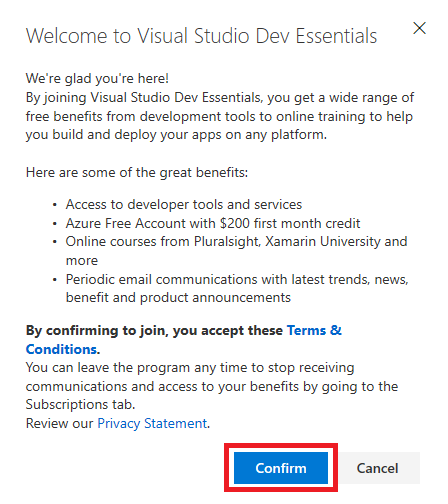 Welcome to Visual Studio Dev Essentials
We're glad you're here!
By joining Visual Studio Dev Essentials, you get a wide range of
free benefits from development tools to online training to help
you build and deploy your apps on any platform.
Here are some of the great benefits:
• Access to developer tools and services
• Azure Free Account with $200 first month credit
• Online courses from Pluralsight, Xamarin University and
more
• Periodic email communications with latest trends, news,
benefit and product announcements
By confirming to join, you accept these Terms &
Conditions.
You can leave the program any time to stop receiving
communications and access to your benefits by going to the
Subscriptions tab.
Review our Privacy Statement.
Confirm Cancel